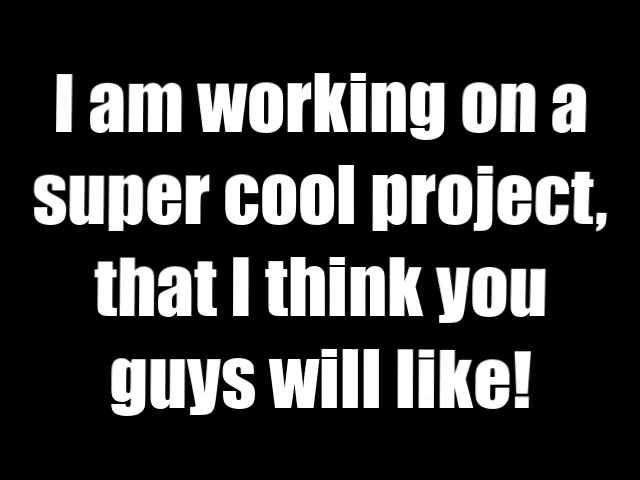 I am working on a
super cool project,
that I think you
guys will like!